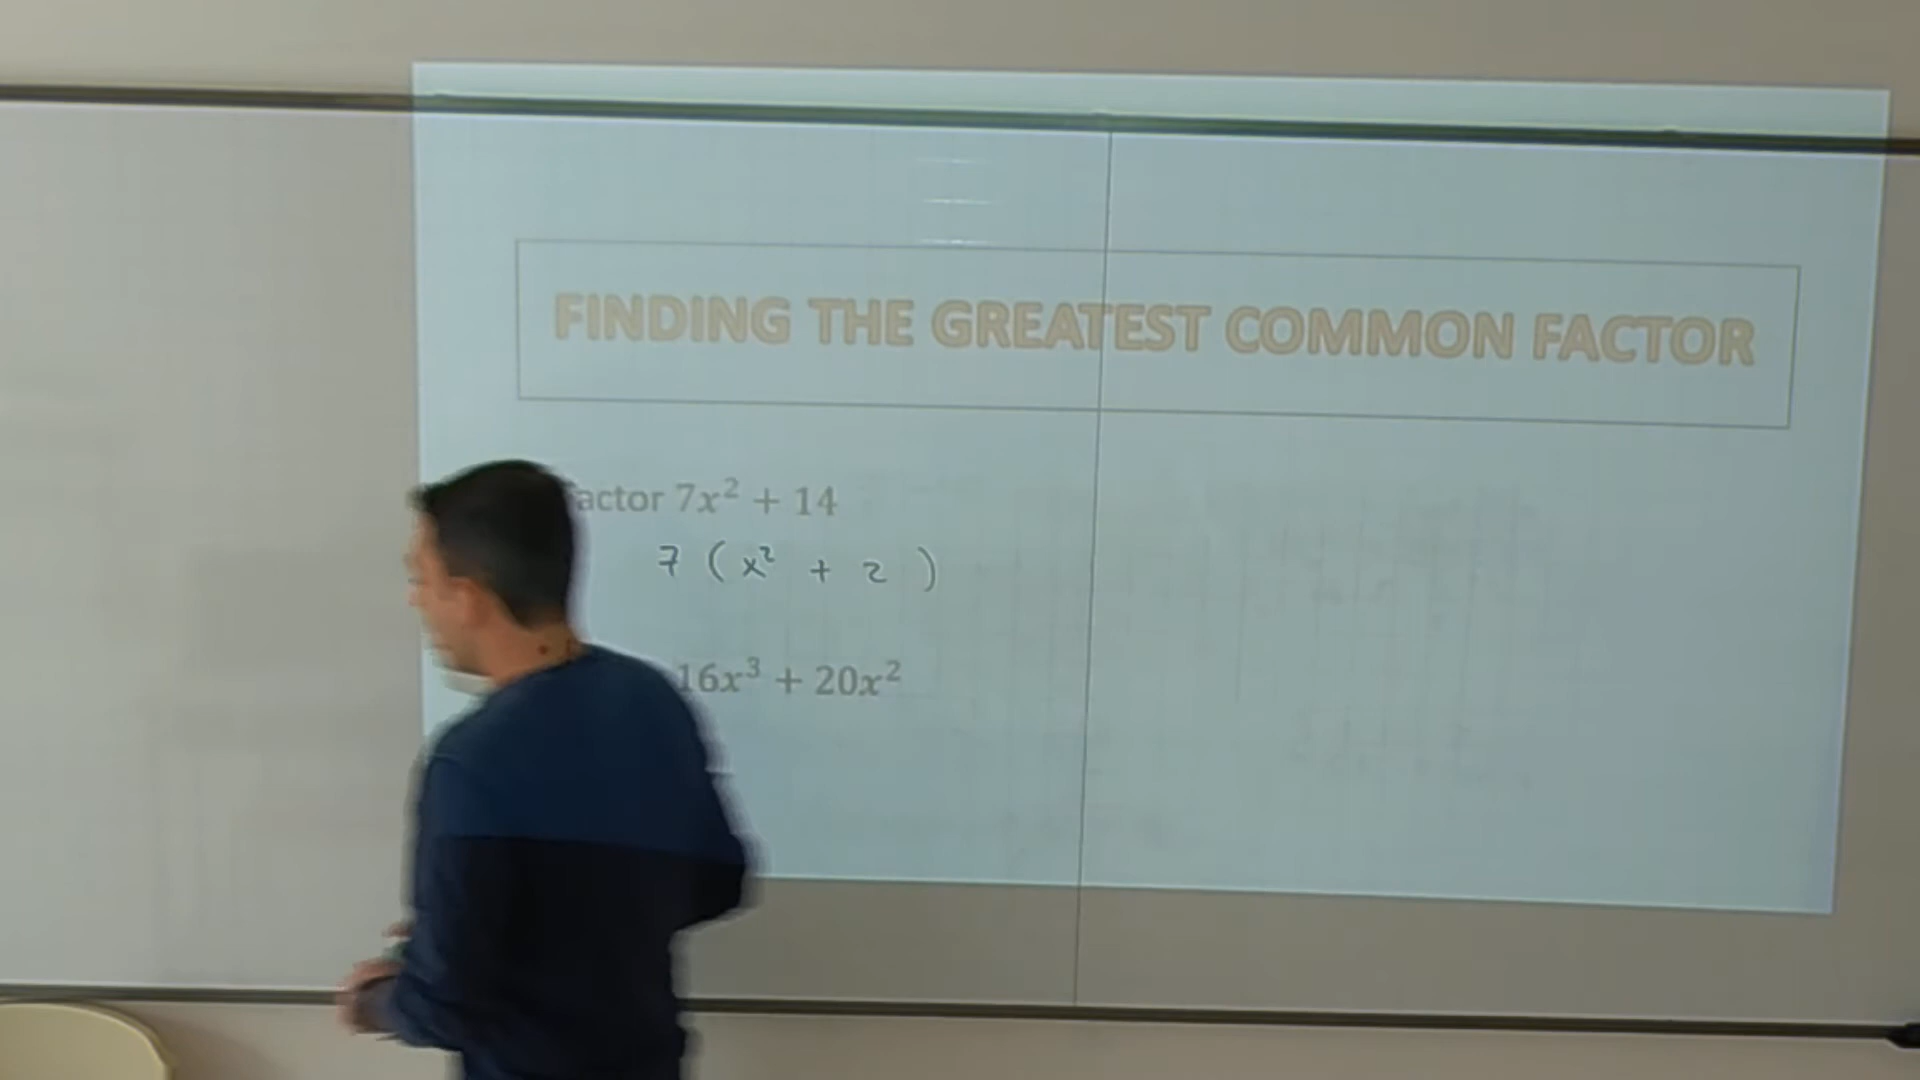 FINDING THE GREATEST COMMON FACTOR
actor 7x² + 14
7 ( x² + 2 )
16x³ + 20x²